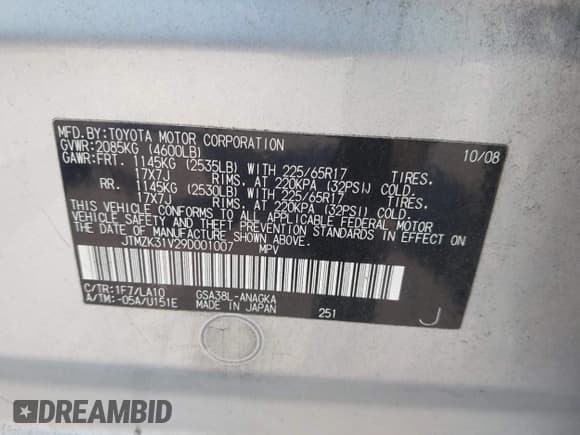 MFD.BY:TOYOTA MOTOR CORPORATION 10/08
GVWR:2085KG (4600LB)
GAWR:FRT. 1145KG (2535LB) WITH 225/65R17 TIRES,
17X7J RIMS, AT 220KPA (32PSI) COLD.
RR. 1145KG (2530LB) WITH 225/65R17 TIRES,
17X7J RIMS, AT 220KPA (32PSI) COLD.
THIS VEHICLE CONFORMS TO ALL APPLICABLE FEDERAL MOTOR
VEHICLE SAFETY AND THEFT PREVENTION STANDARDS IN EFFECT ON
THE DATE OF MANUFACTURE SHOWN ABOVE.
JTMZK31V29D001007 MPV
C/TR:1F7/LA10 GSA38L-ANAGKA
A/TM:-05A/U151E MADE IN JAPAN 251 J
DREAMBID